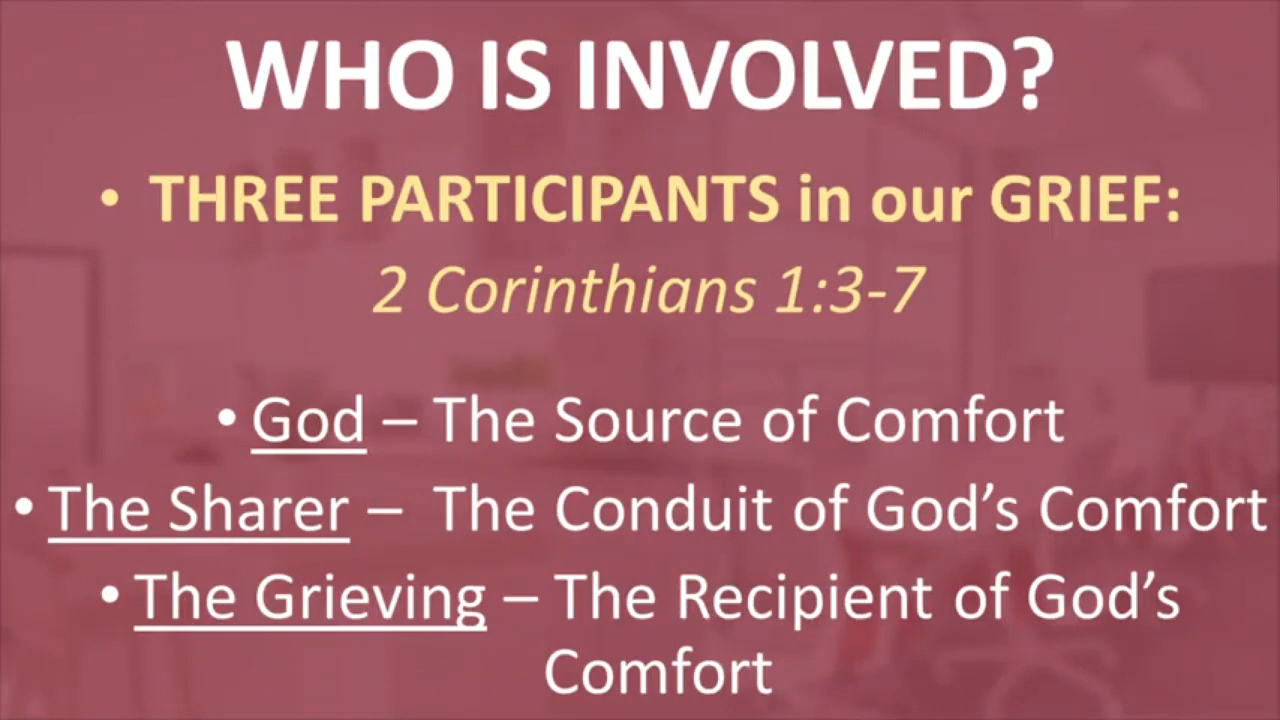 WHO IS INVOLVED?
• THREE PARTICIPANTS in our GRIEF:
2 Corinthians 1:3-7
• God – The Source of Comfort
• The Sharer – The Conduit of God’s Comfort
• The Grieving – The Recipient of God’s
Comfort